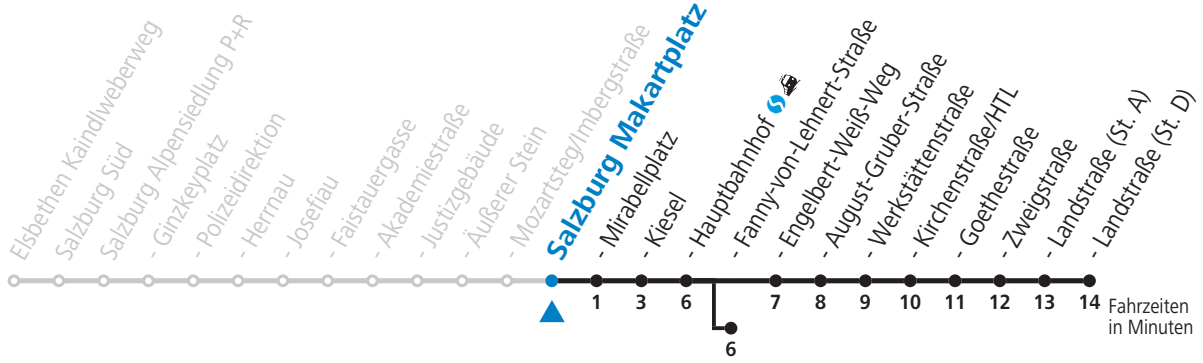 Elsbethen Kaindlweberweg
Salzburg Süd
Salzburg Alpensiedlung P+R
- Ginzkeyplatz
- Polizeidirektion
- Herrnau
- Josefiau
- Faistauergasse
- Akademiestraße
- Justizgebäude
- Äußerer Stein
- Mozartsteg/Imbergstraße
Salzburg Makartplatz
- Mirabellplatz
- Kiesel
- Hauptbahnhof
- Fanny-von-Lehnert-Straße
- Engelbert-Weiß-Weg
- August-Gruber-Straße
- Werkstättenstraße
- Kirchenstraße/HTL
- Goethestraße
- Zweigstraße
- Landstraße (St. A)
- Landstraße (St. D)
1 3 6 7 8 9 10 11 12 13 14 Fahrzeiten
in Minuten
6